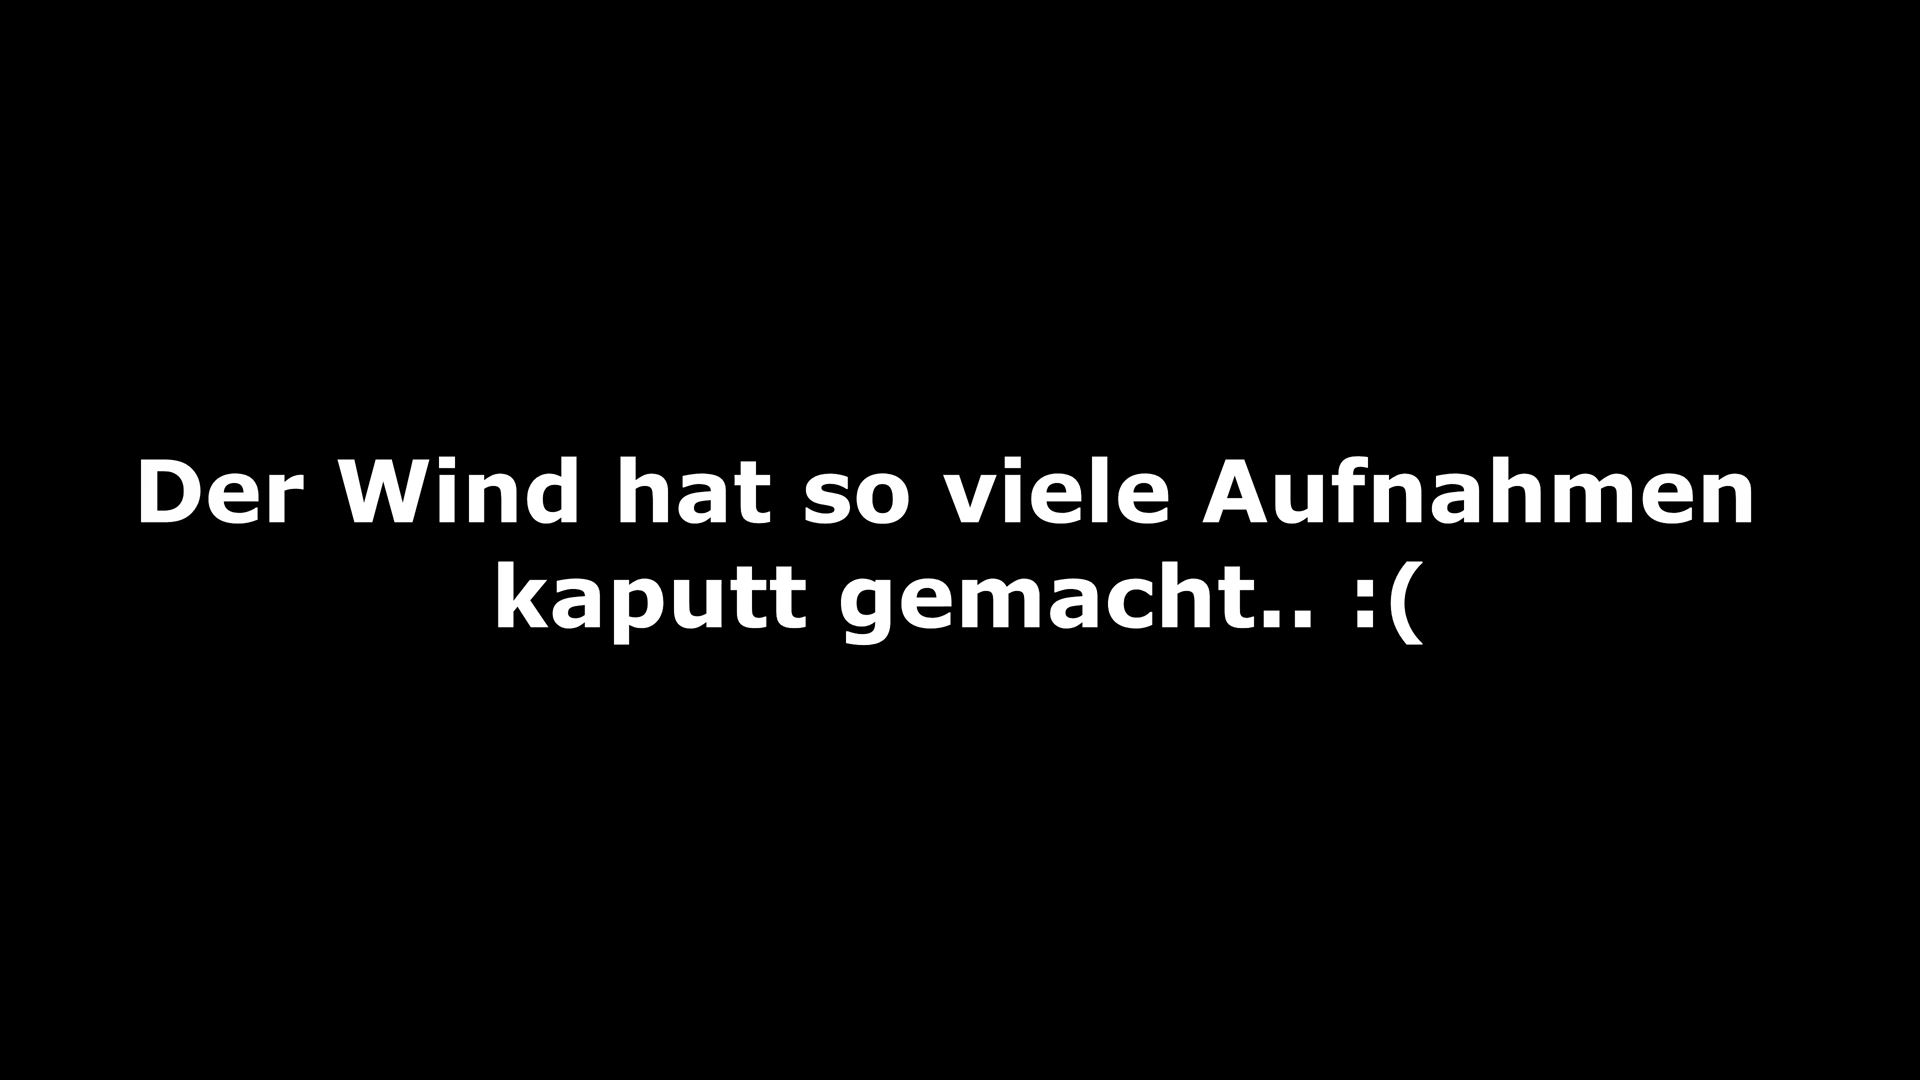 Der Wind hat so viele Aufnahmen
kaputt gemacht.. :(